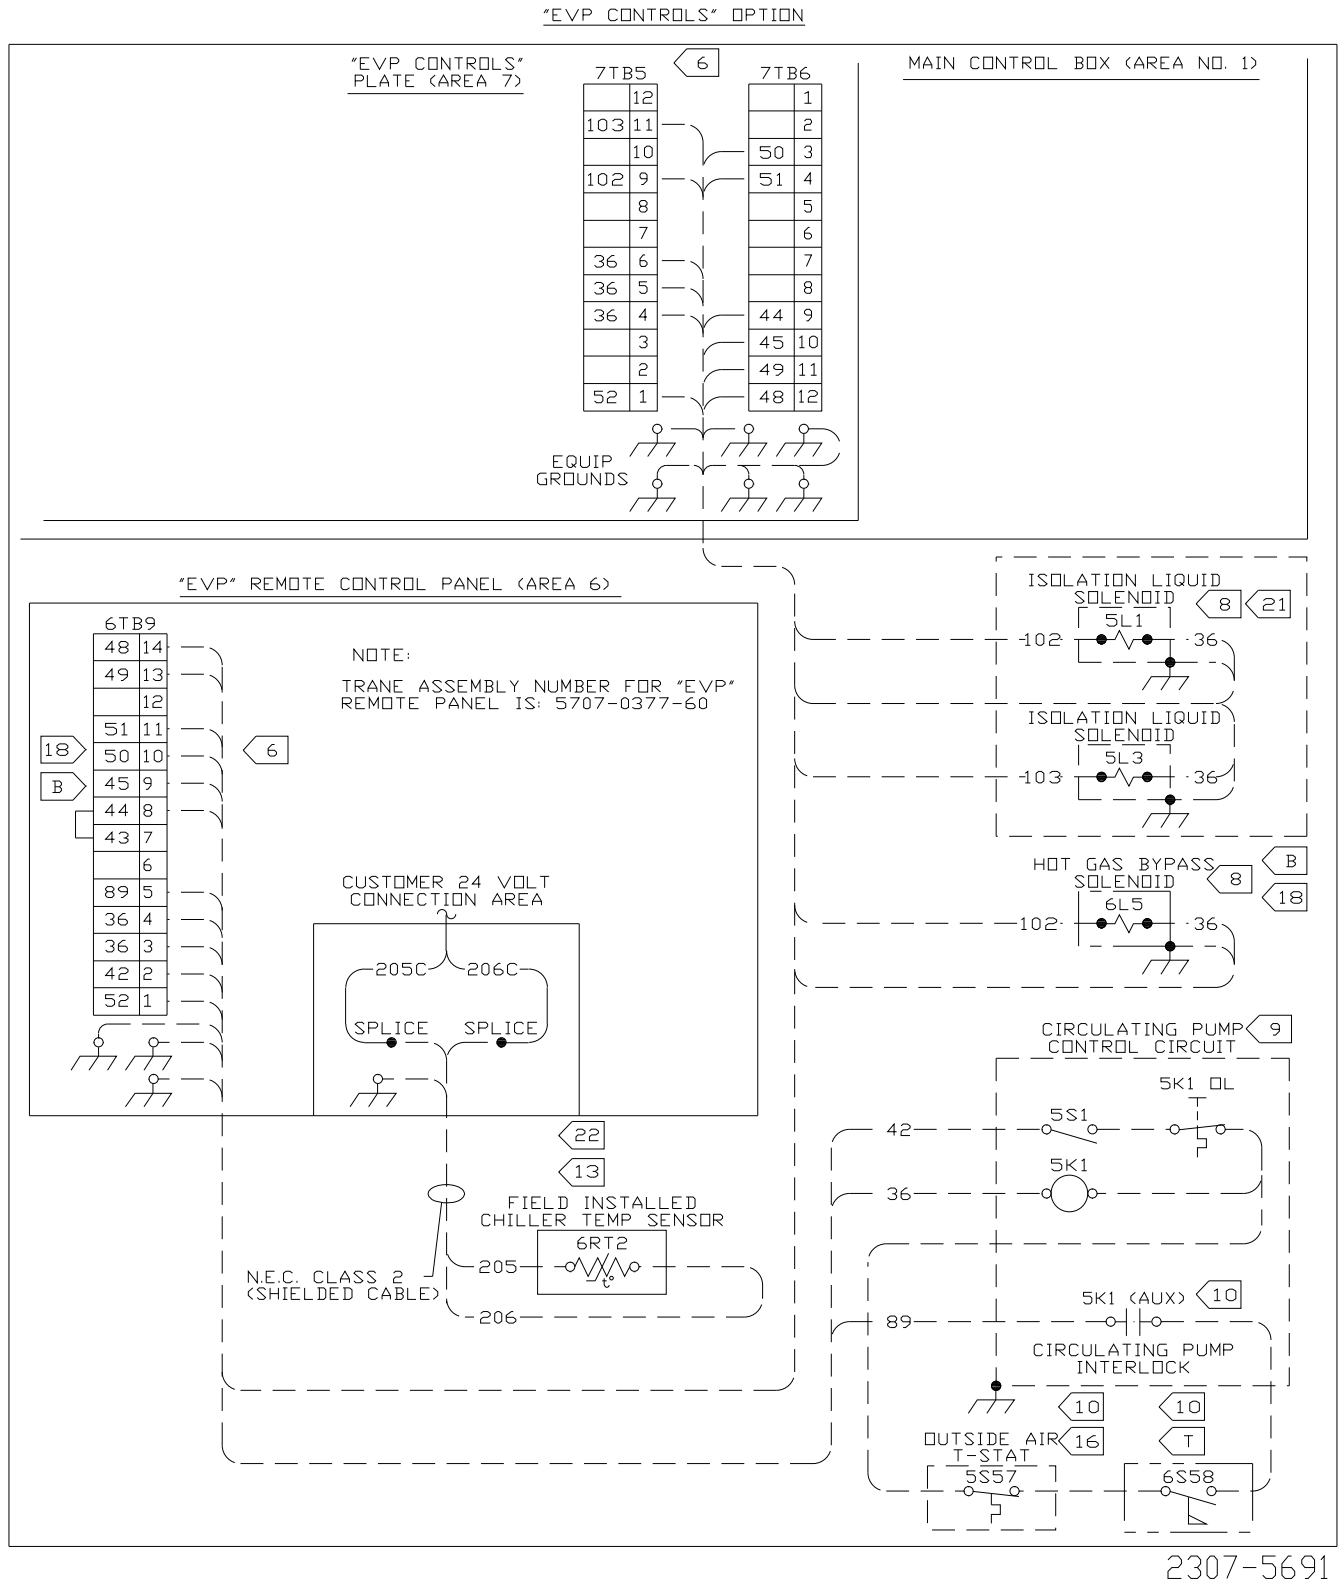 "EVP CONTROLS" OPTION
"EVP CONTROLS"
PLATE (AREA 7)
6
MAIN CONTROL BOX (AREA NO. 1)
7TB5
7TB6
12
1
103 11
2
10
50 3
102 9
51 4
8
5
7
6
36 6
7
36 5
8
36 4
44 9
3
45 10
2
49 11
52 1
48 12
EQUIP
GROUNDS
"EVP" REMOTE CONTROL PANEL (AREA 6)
6TB9
48 14
49 13
12
51 11
50 10
45 9
44 8
43 7
6
89 5
36 4
36 3
42 2
52 1
18
B
6
NOTE:
TRANE ASSEMBLY NUMBER FOR "EVP"
REMOTE PANEL IS: 5707-0377-60
CUSTOMER 24 VOLT
CONNECTION AREA
205C
206C
SPLICE
SPLICE
22
13
FIELD INSTALLED
CHILLER TEMP SENSOR
6RT2
t°
205
206
N.E.C. CLASS 2
(SHIELDED CABLE)
ISOLATION LIQUID
SOLENOID
8
21
5L1
102
36
ISOLATION LIQUID
SOLENOID
5L3
103
36
HOT GAS BYPASS
SOLENOID
8
B
18
6L5
102
36
CIRCULATING PUMP
CONTROL CIRCUIT
9
5K1 OL
42
5S1
5K1
36
5K1 (AUX)
10
89
CIRCULATING PUMP
INTERLOCK
10
10
OUTSIDE AIR
T-STAT
16
T
5S57
6S58
2307-5691